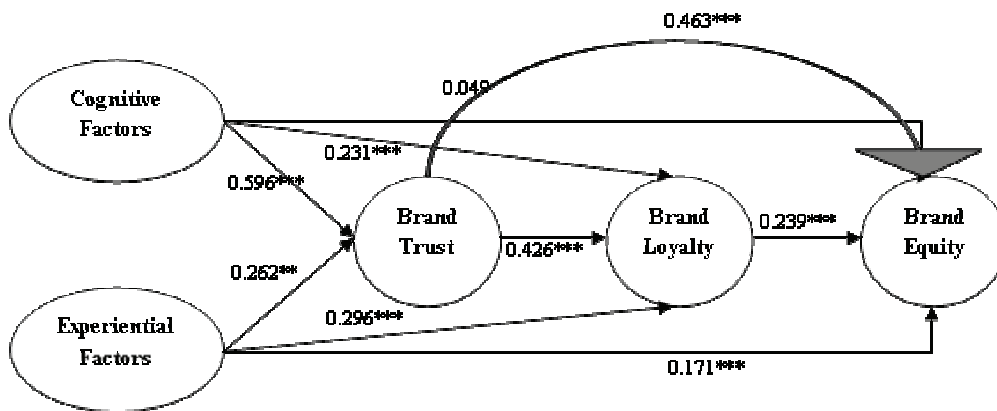 0.463***
0.049
Cognitive
Factors
0.231***
0.596***
Brand
Trust
Brand
Loyalty
Brand
Equity
0.426***
0.239***
0.262**
0.296***
Experiential
Factors
0.171***